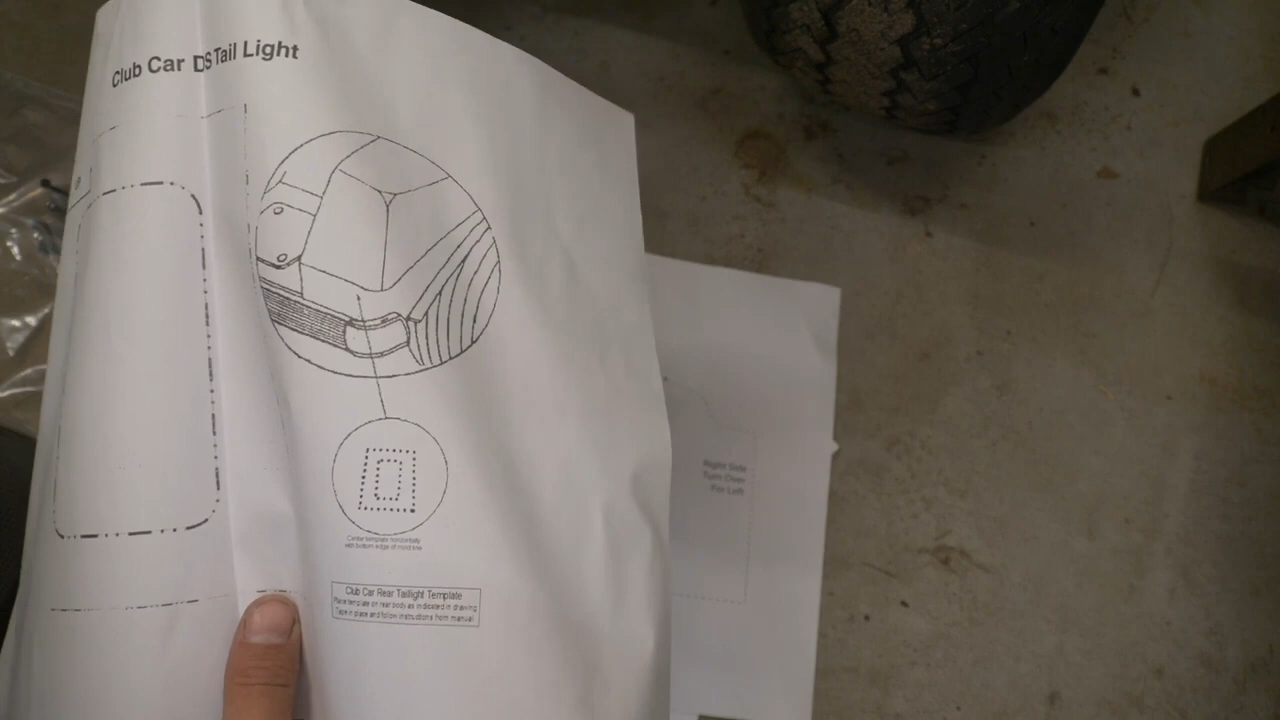 Club Car DS Tail Light
Center template horizontally
with bottom edge of mold line
Club Car Rear Taillight Template
Place template on rear body as indicated in drawing
Tape in place and follow instructions from manual
Right Side
Turn Over
For Left